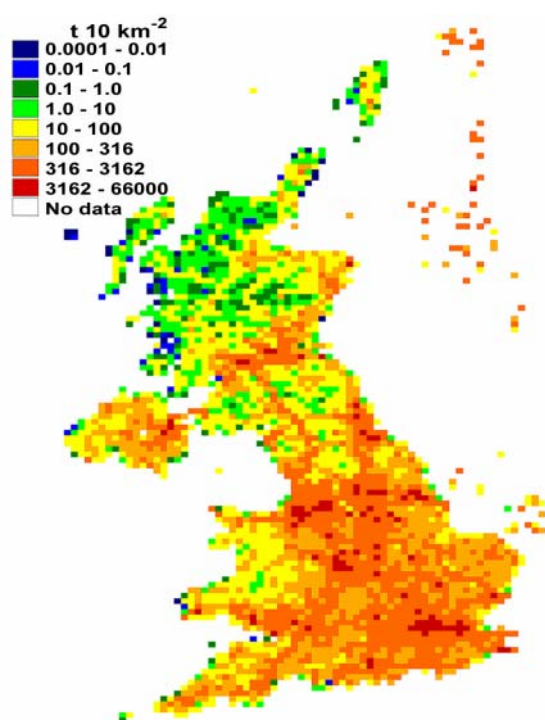 t 10 km⁻²
0.0001 - 0.01
0.01 - 0.1
0.1 - 1.0
1.0 - 10
10 - 100
100 - 316
316 - 3162
3162 - 66000
No data